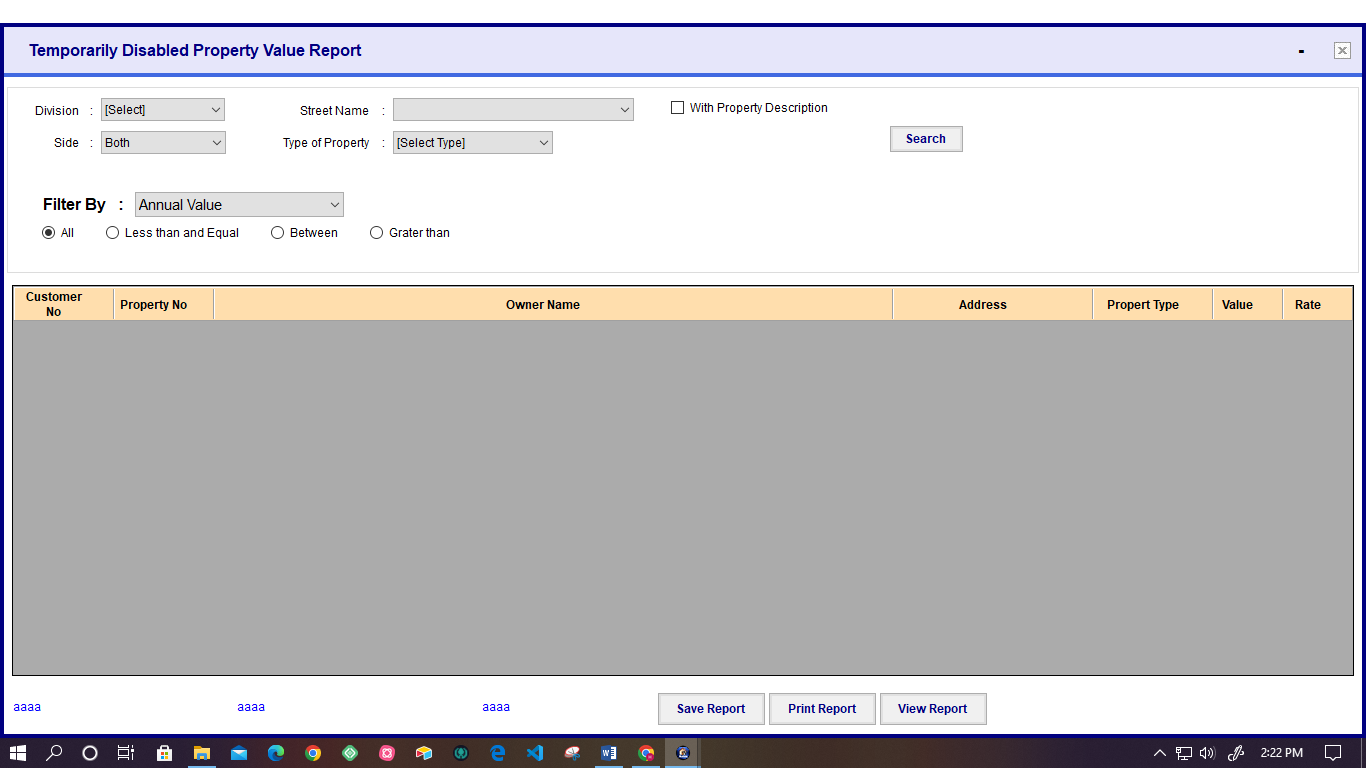 Temporarily Disabled Property Value Report
Division : [Select] Street Name : With Property Description
Side : Both Type of Property : [Select Type] Search
Filter By : Annual Value
All Less than and Equal Between Grater than
Customer No Property No Owner Name Address Propert Type Value Rate
aaaa aaaa aaaa Save Report Print Report View Report
2:22 PM